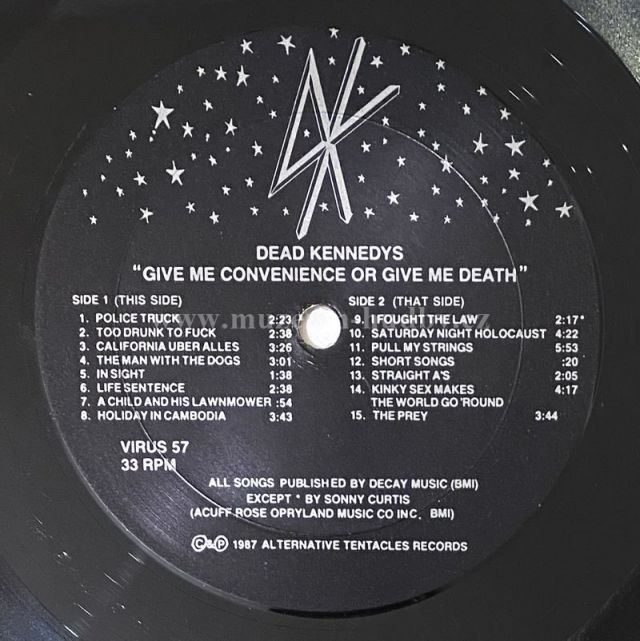 DK
DEAD KENNEDYS
"GIVE ME CONVENIENCE OR GIVE ME DEATH"
SIDE 1 (THIS SIDE)
1. POLICE TRUCK 2:23
2. TOO DRUNK TO FUCK 2:38
3. CALIFORNIA UBER ALLES 3:26
4. THE MAN WITH THE DOGS 3:01
5. IN SIGHT 1:38
6. LIFE SENTENCE 2:38
7. A CHILD AND HIS LAWNMOWER :54
8. HOLIDAY IN CAMBODIA 3:43
SIDE 2 (THAT SIDE)
9. I FOUGHT THE LAW 2:17*
10. SATURDAY NIGHT HOLOCAUST 4:22
11. PULL MY STRINGS 5:53
12. SHORT SONGS :20
13. STRAIGHT A'S 2:05
14. KINKY SEX MAKES 4:17
THE WORLD GO 'ROUND
15. THE PREY 3:44
VIRUS 57
33 RPM
ALL SONGS PUBLISHED BY DECAY MUSIC (BMI)
EXCEPT * BY SONNY CURTIS
(ACUFF ROSE OPRYLAND MUSIC CO INC, BMI)
©&℗ 1987 ALTERNATIVE TENTACLES RECORDS